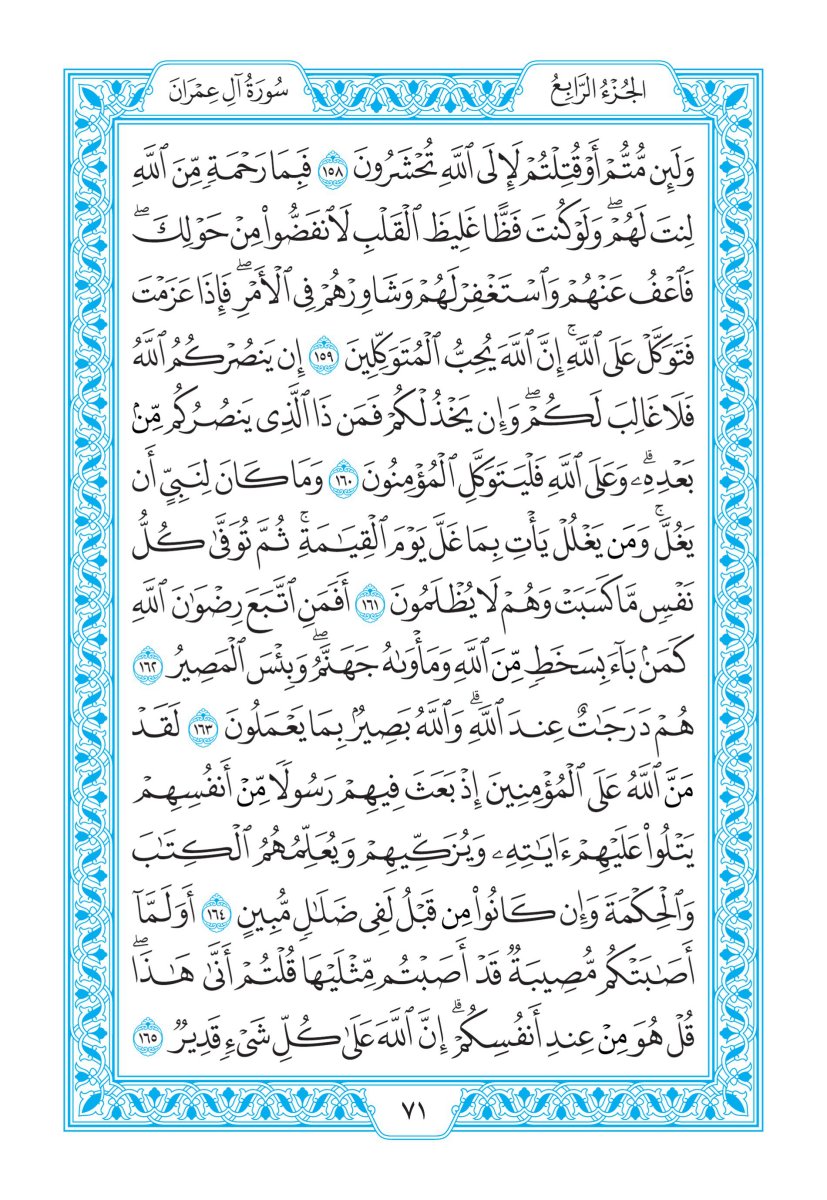 الجُزْءُ الرَّابِعُ
سُورَةُ آلِ عِمْرَانَ
وَلَئِن مُّتُّمْ أَوْ قُتِلْتُمْ لَإِلَى ٱللَّهِ تُحْشَرُونَ ١٥٨ فَبِمَا رَحْمَةٍ مِّنَ ٱللَّهِ
لِنتَ لَهُمْۖ وَلَوْ كُنتَ فَظًّا غَلِيظَ ٱلْقَلْبِ لَٱنفَضُّوا۟ مِنْ حَوْلِكَۖ
فَٱعْفُ عَنْهُمْ وَٱسْتَغْفِرْ لَهُمْ وَشَاوِرْهُمْ فِى ٱلْأَمْرِۖ فَإِذَا عَزَمْتَ
فَتَوَكَّلْ عَلَى ٱللَّهِۚ إِنَّ ٱللَّهَ يُحِبُّ ٱلْمُتَوَكِّلِينَ ١٥٩ إِن يَنصُرْكُمُ ٱللَّهُ
فَلَا غَالِبَ لَكُمْۖ وَإِن يَخْذُلْكُمْ فَمَن ذَا ٱلَّذِى يَنصُرُكُم مِّنۢ
بَعْدِهِۦۗ وَعَلَى ٱللَّهِ فَلْيَتَوَكَّلِ ٱلْمُؤْمِنُونَ ١٦٠ وَمَا كَانَ لِنَبِىٍّ أَن
يَغُلَّۚ وَمَن يَغْلُلْ يَأْتِ بِمَا غَلَّ يَوْمَ ٱلْقِيَٰمَةِۚ ثُمَّ تُوَفَّىٰ كُلُّ
نَفْسٍ مَّا كَسَبَتْ وَهُمْ لَا يُظْلَمُونَ ١٦١ أَفَمَنِ ٱتَّبَعَ رِضْوَٰنَ ٱللَّهِ
كَمَنۢ بَآءَ بِسَخَطٍ مِّنَ ٱللَّهِ وَمَأْوَىٰهُ جَهَنَّمُۖ وَبِئْسَ ٱلْمَصِيرُ ١٦٢
هُمْ دَرَجَٰتٌ عِندَ ٱللَّهِۗ وَٱللَّهُ بَصِيرٌۢ بِمَا يَعْمَلُونَ ١٦٣ لَقَدْ
مَنَّ ٱللَّهُ عَلَى ٱلْمُؤْمِنِينَ إِذْ بَعَثَ فِيهِمْ رَسُولًا مِّنْ أَنفُسِهِمْ
يَتْلُوا۟ عَلَيْهِمْ ءَايَٰتِهِۦ وَيُزَكِّيهِمْ وَيُعَلِّمُهُمُ ٱلْكِتَٰبَ
وَٱلْحِكْمَةَ وَإِن كَانُوا۟ مِن قَبْلُ لَفِى ضَلَٰلٍ مُّبِينٍ ١٦٤ أَوَلَمَّآ
أَصَٰبَتْكُم مُّصِيبَةٌ قَدْ أَصَبْتُم مِّثْلَيْهَا قُلْتُمْ أَنَّىٰ هَٰذَاۖ
قُلْ هُوَ مِنْ عِندِ أَنفُسِكُمْۗ إِنَّ ٱللَّهَ عَلَىٰ كُلِّ شَىْءٍ قَدِيرٌ ١٦٥
٧١